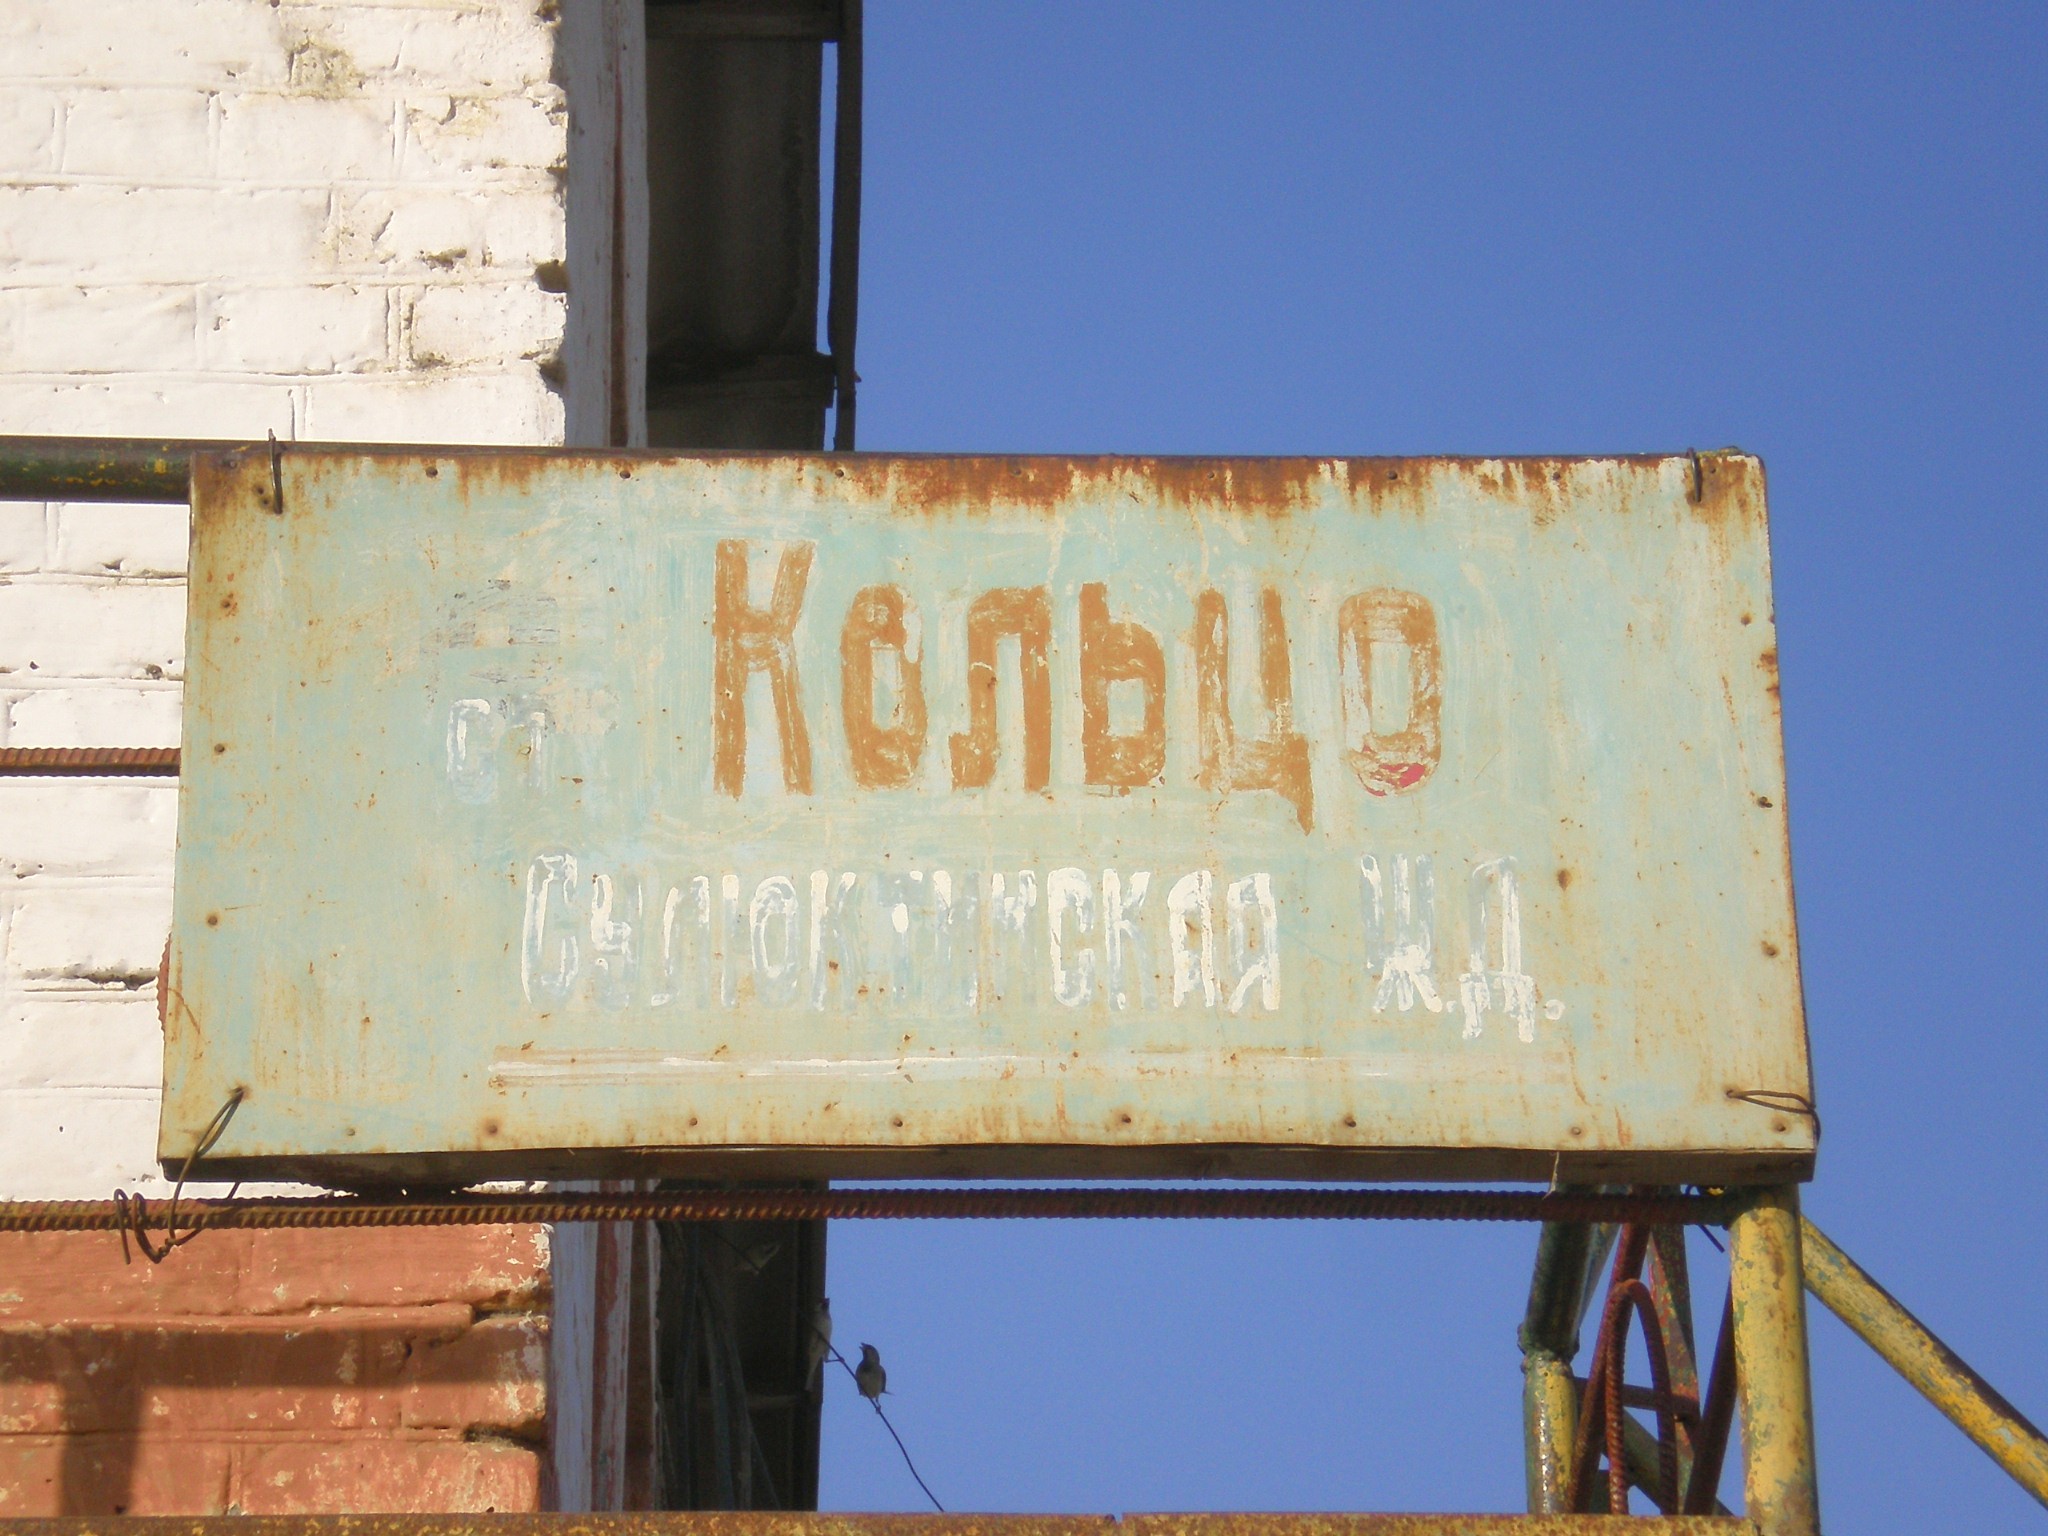 ст Кольцо
Сулюктинская Ж.Д.